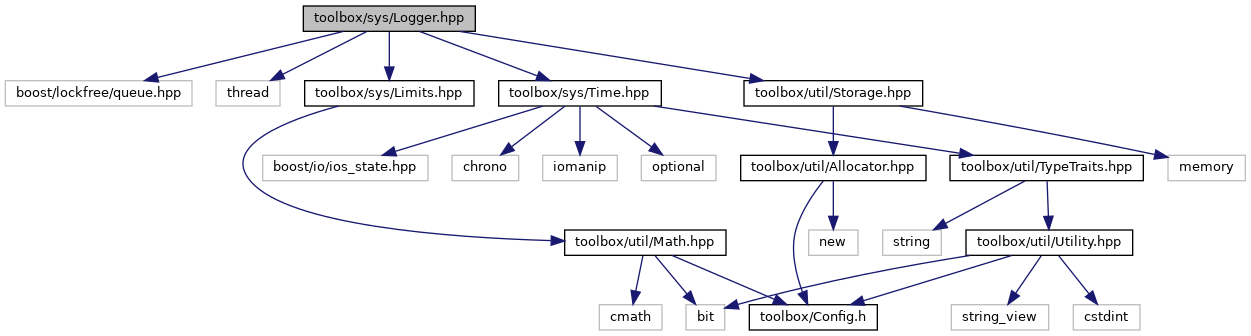 toolbox/sys/Logger.hpp
boost/lockfree/queue.hpp
thread
toolbox/sys/Limits.hpp
toolbox/sys/Time.hpp
toolbox/util/Storage.hpp
boost/io/ios_state.hpp
chrono
iomanip
optional
toolbox/util/Allocator.hpp
toolbox/util/TypeTraits.hpp
memory
toolbox/util/Math.hpp
new
string
toolbox/util/Utility.hpp
cmath
bit
toolbox/Config.h
string_view
cstdint